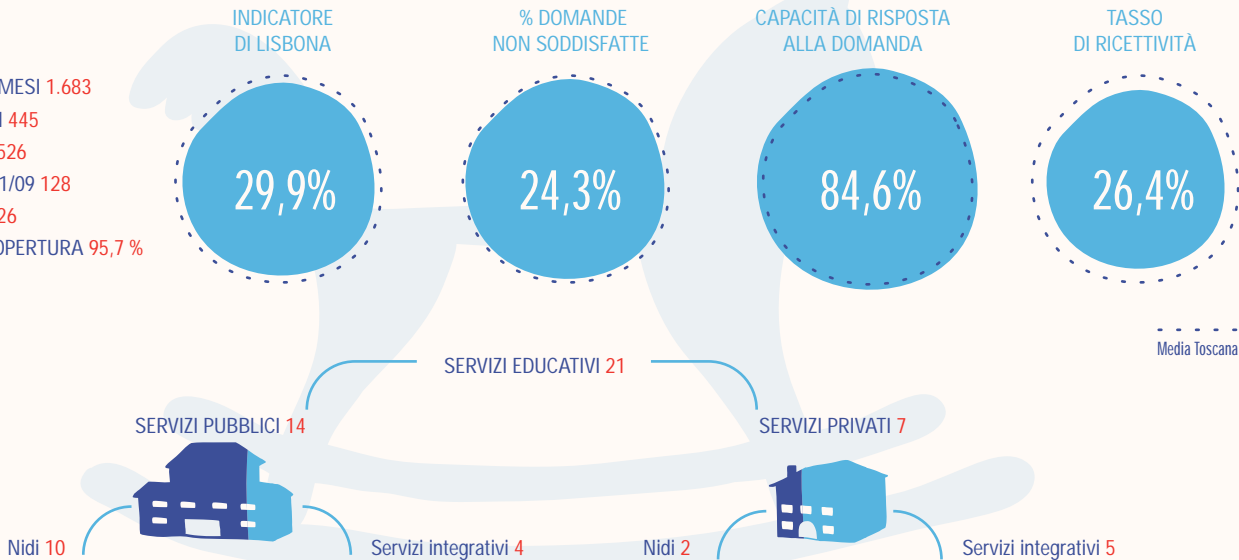 INDICATORE
DI LISBONA
% DOMANDE
NON SODDISFATTE
CAPACITÀ DI RISPOSTA
ALLA DOMANDA
TASSO
DI RICETTIVITÀ
MESI 1.683
445
526
1/09 128
26
OPERTURA 95,7 %
29,9%
24,3%
84,6%
26,4%
Media Toscana
SERVIZI EDUCATIVI 21
SERVIZI PUBBLICI 14
SERVIZI PRIVATI 7
Nidi 10
Servizi integrativi 4
Nidi 2
Servizi integrativi 5